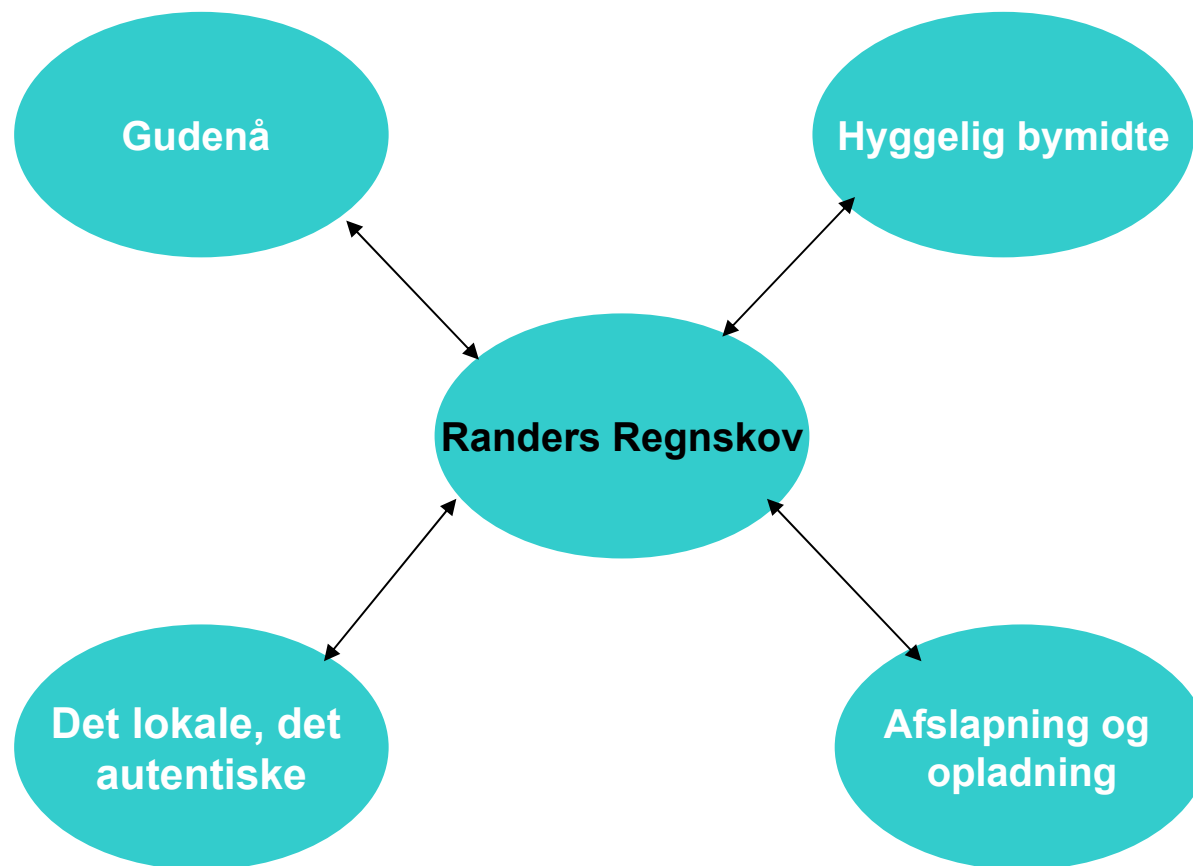 Gudenå
Hyggelig bymidte
Randers Regnskov
Det lokale, det
autentiske
Afslapning og
opladning